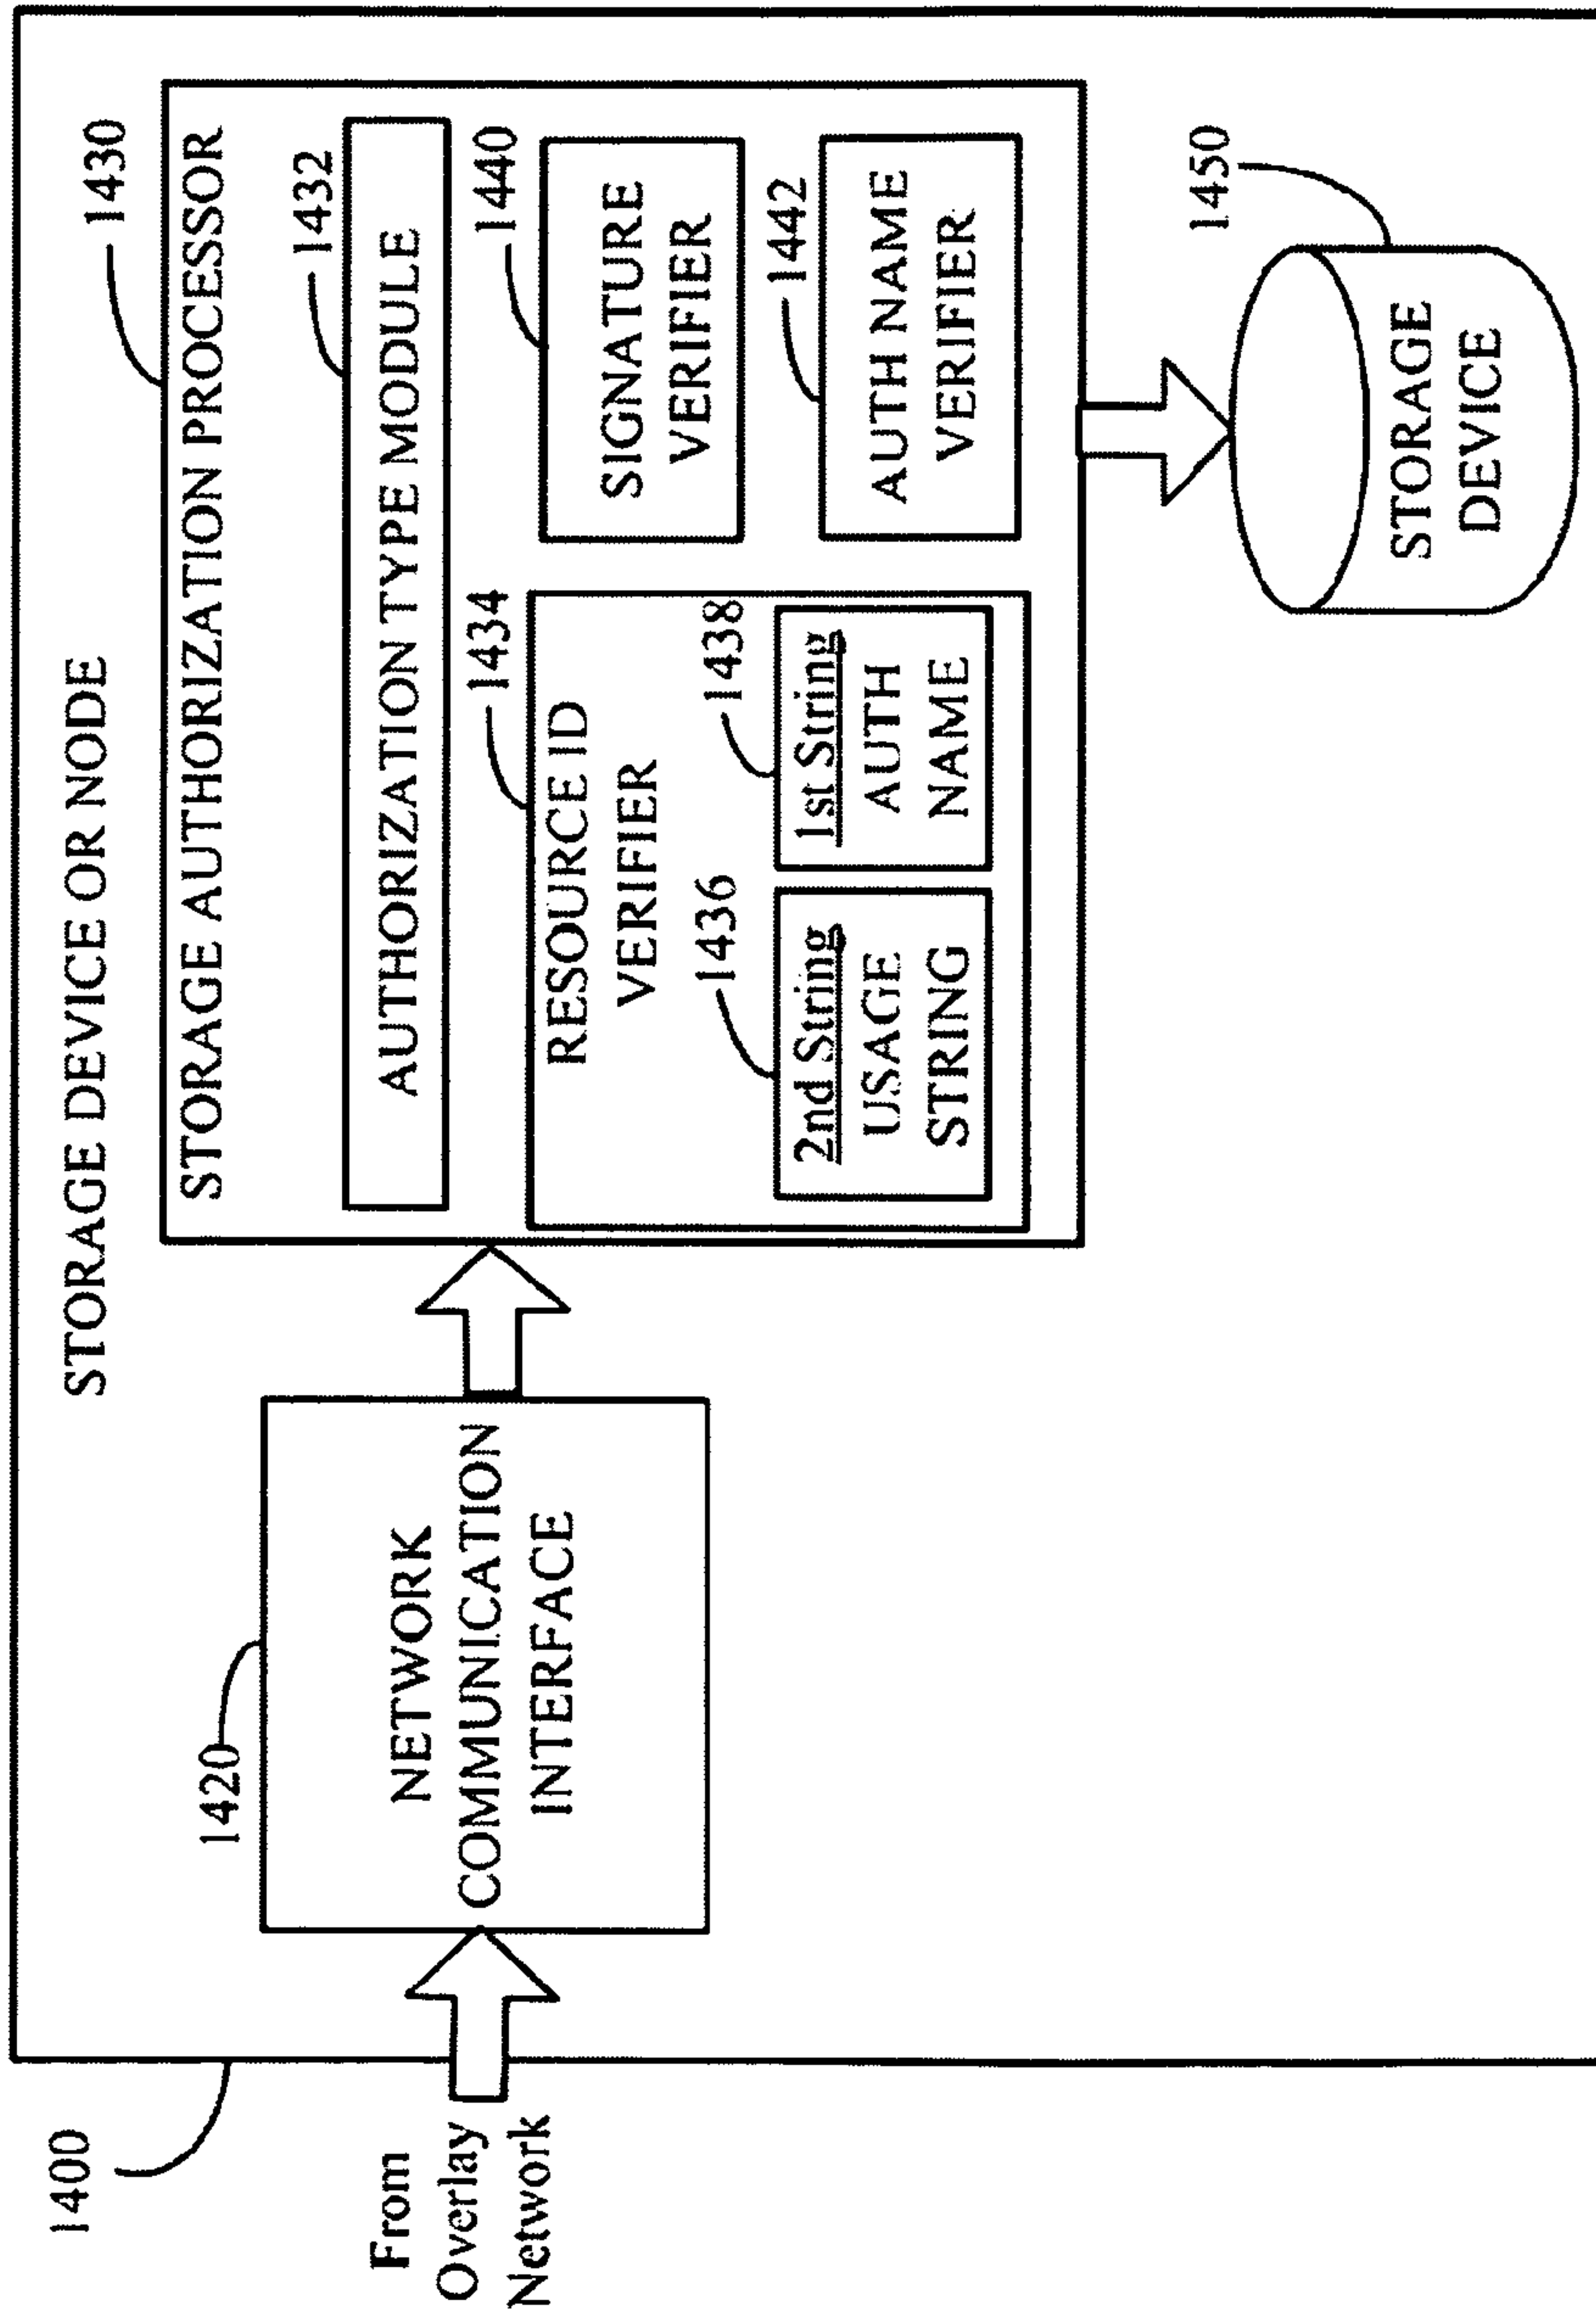 1400
STORAGE DEVICE OR NODE
From
Overlay
Network
1420
NETWORK
COMMUNICATION
INTERFACE
1430
STORAGE AUTHORIZATION PROCESSOR
1432
AUTHORIZATION TYPE MODULE
1434
RESOURCE ID
VERIFIER
1436
2nd String
USAGE
STRING
1438
1st String
AUTH
NAME
1440
SIGNATURE
VERIFIER
1442
AUTH NAME
VERIFIER
1450
STORAGE
DEVICE